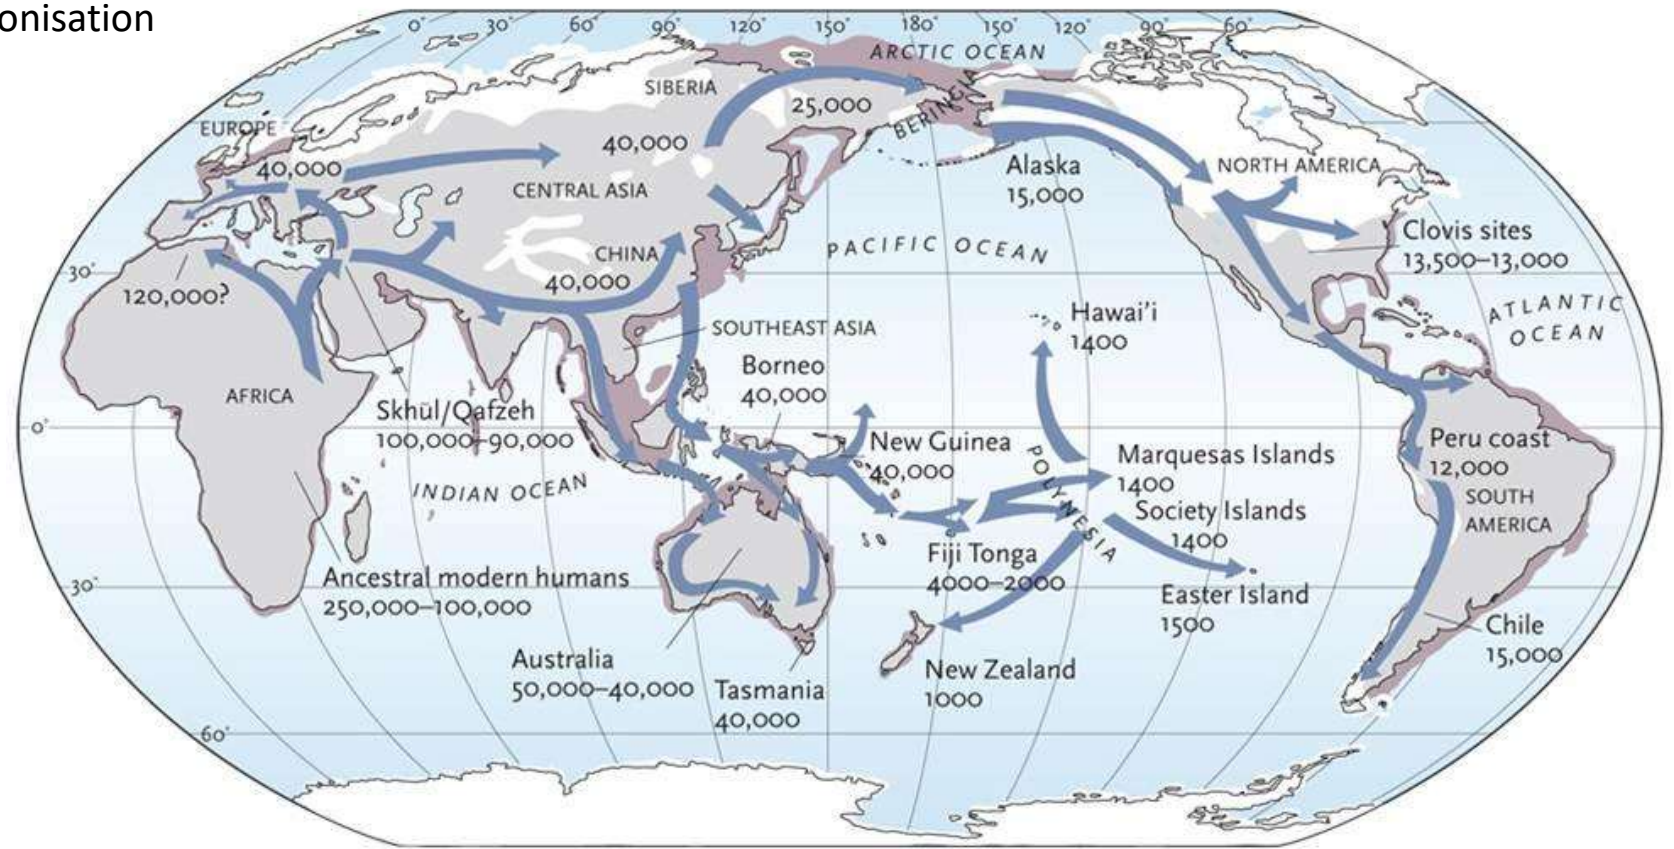 onisation
0°
30°
60°
90°
120°
150°
180°
150°
120°
90°
60°
ARCTIC OCEAN
SIBERIA
25,000
BERINGIA
EUROPE
40,000
40,000
CENTRAL ASIA
Alaska
15,000
NORTH AMERICA
CHINA
40,000
PACIFIC OCEAN
Clovis sites
13,500–13,000
30°
120,000?
ATLANTIC
OCEAN
SOUTHEAST ASIA
Hawai'i
1400
Borneo
40,000
AFRICA
Skhūl/Qafzeh
100,000–90,000
0°
New Guinea
40,000
POLYNESIA
Marquesas Islands
1400
Peru coast
12,000
INDIAN OCEAN
Society Islands
1400
SOUTH
AMERICA
Fiji Tonga
4000–2000
Ancestral modern humans
250,000–100,000
30°
Easter Island
1500
Chile
15,000
Australia
50,000–40,000
Tasmania
40,000
New Zealand
1000
60°